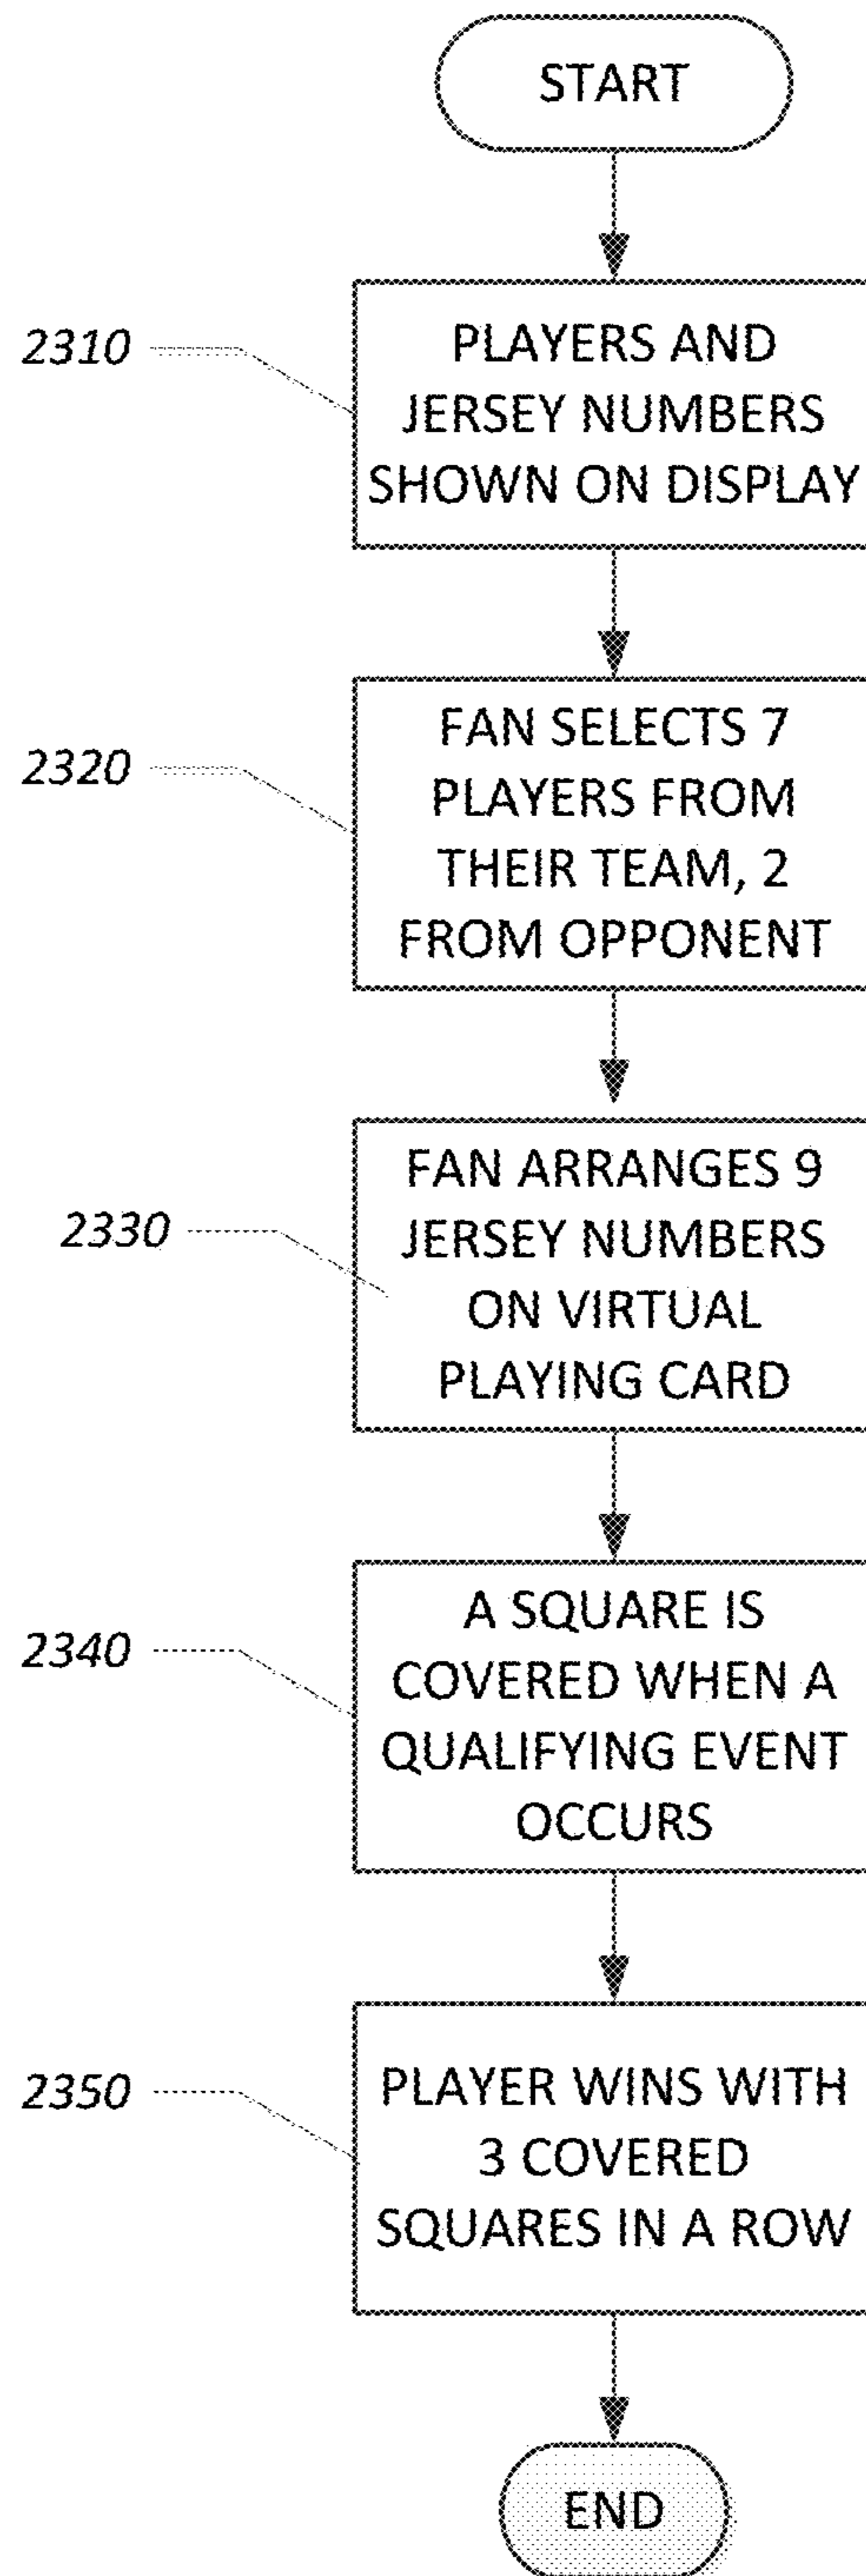 START
2310
PLAYERS AND
JERSEY NUMBERS
SHOWN ON DISPLAY
2320
FAN SELECTS 7
PLAYERS FROM
THEIR TEAM, 2
FROM OPPONENT
2330
FAN ARRANGES 9
JERSEY NUMBERS
ON VIRTUAL
PLAYING CARD
2340
A SQUARE IS
COVERED WHEN A
QUALIFYING EVENT
OCCURS
2350
PLAYER WINS WITH
3 COVERED
SQUARES IN A ROW
END